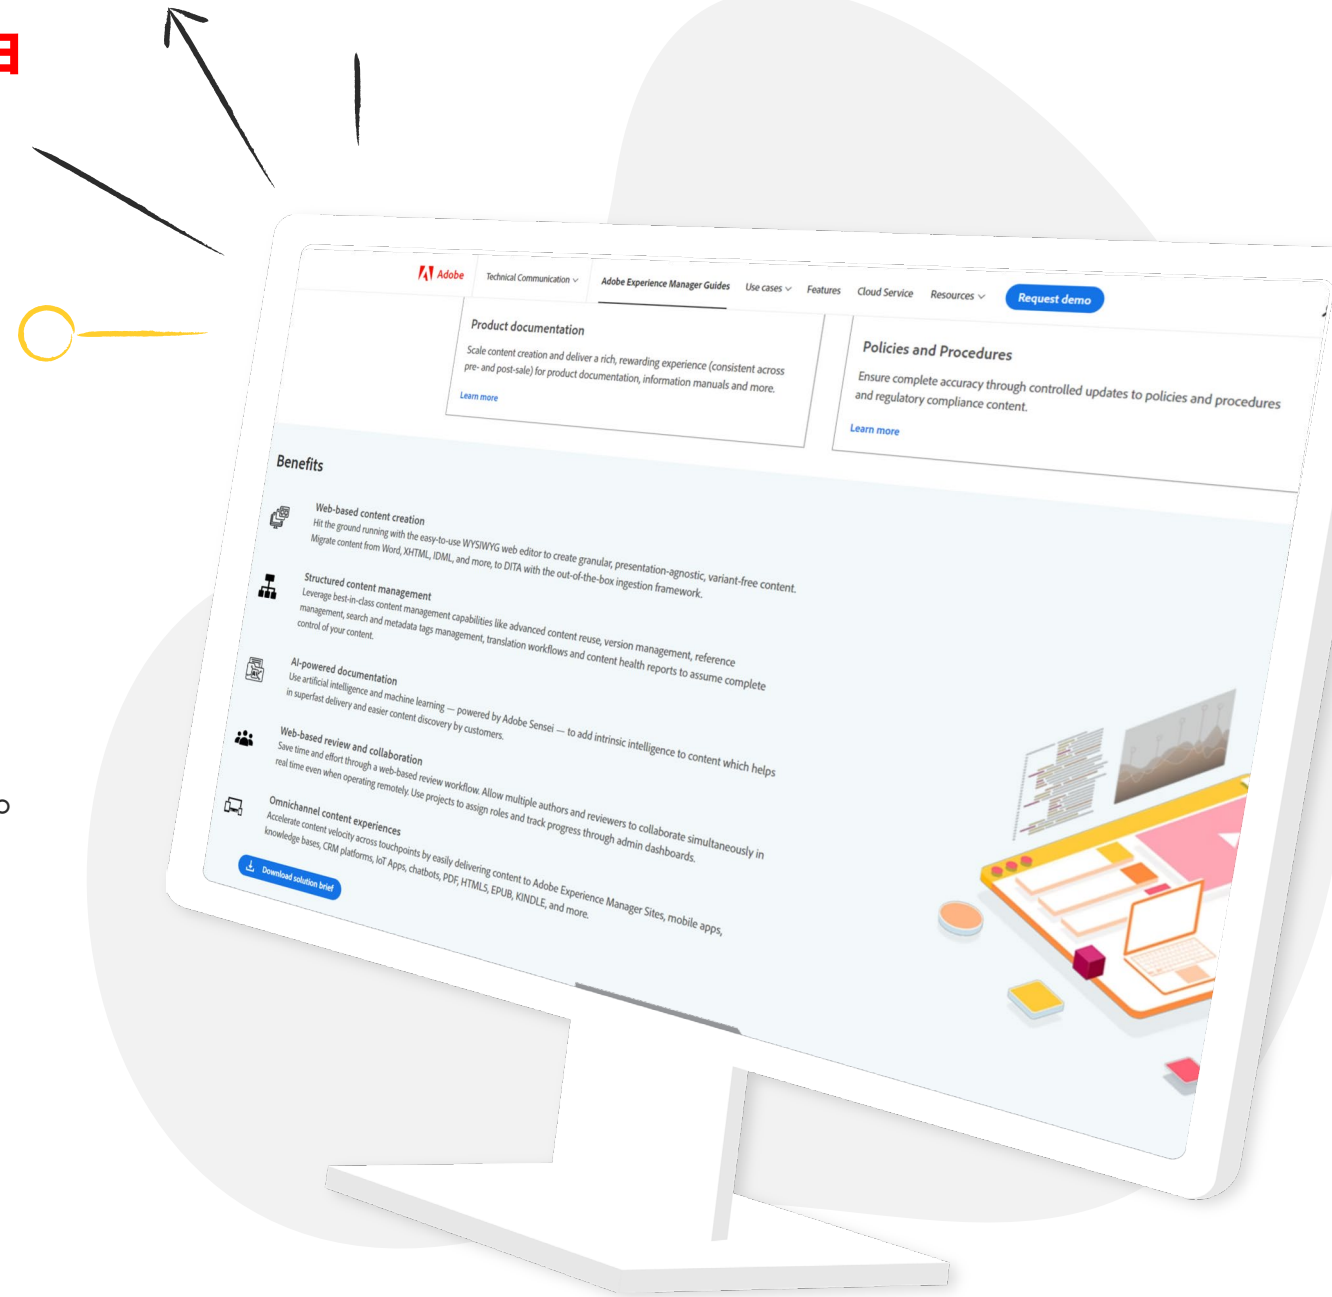 Adobe
Technical Communication
Adobe Experience Manager Guides
Use cases
Features
Cloud Service
Resources
Request demo
Product documentation
Scale content creation and deliver a rich, rewarding experience (consistent across
pre- and post-sale) for product documentation, information manuals and more.
Learn more
Policies and Procedures
Ensure complete accuracy through controlled updates to policies and procedures
and regulatory compliance content.
Learn more
Benefits
Web-based content creation
Hit the ground running with the easy-to-use WYSIWYG web editor to create granular, presentation-agnostic, variant-free content.
Migrate content from Word, XHTML, IDML, and more, to DITA with the out-of-the-box ingestion framework.
Structured content management
Leverage best-in-class content management capabilities like advanced content reuse, version management, reference
management, search and metadata tags management, translation workflows and content health reports to assume complete
control of your content.
AI-powered documentation
Use artificial intelligence and machine learning — powered by Adobe Sensei — to add intrinsic intelligence to content which helps
in superfast delivery and easier content discovery by customers.
Web-based review and collaboration
Save time and effort through a web-based review workflow. Allow multiple authors and reviewers to collaborate simultaneously in
real time even when operating remotely. Use projects to assign roles and track progress through admin dashboards.
Omnichannel content experiences
Accelerate content velocity across touchpoints by easily delivering content to Adobe Experience Manager Sites, mobile apps,
knowledge bases, CRM platforms, IoT Apps, chatbots, PDF, HTML5, EPUB, KINDLE, and more.
Download solution brief